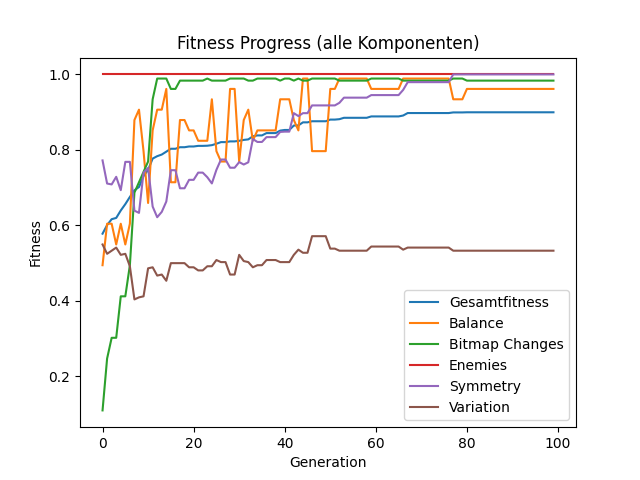 Fitness Progress (alle Komponenten)
1.0
0.8
0.6
0.4
0.2
Fitness
Gesamtfitness
Balance
Bitmap Changes
Enemies
Symmetry
Variation
0 20 40 60 80 100
Generation